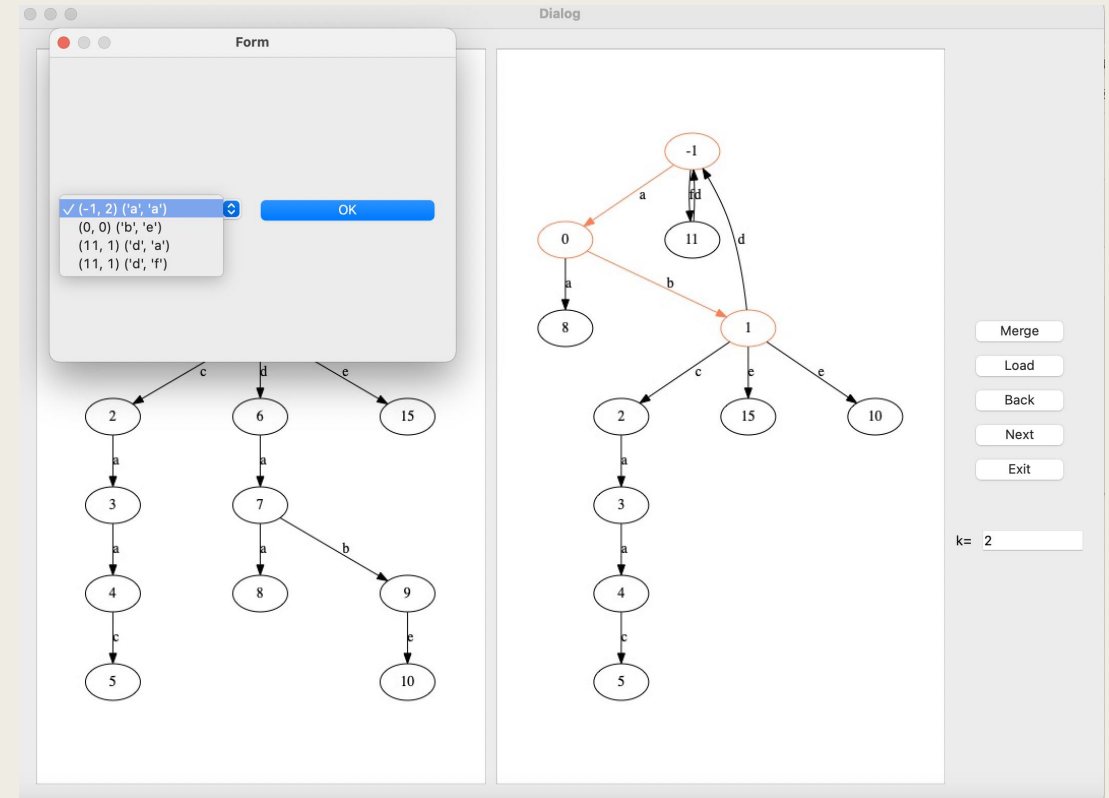 Dialog
Form
✓ (-1, 2) ('a', 'a')
(0, 0) ('b', 'e')
(11, 1) ('d', 'a')
(11, 1) ('d', 'f')
OK
c d e
2 6 15
a a
3 7
a a b
4 8 9
c e
5 10
-1
a fd
0 11 d
a b
8 1
c e e
2 15 10
a
3
a
4
c
5
Merge
Load
Back
Next
Exit
k= 2